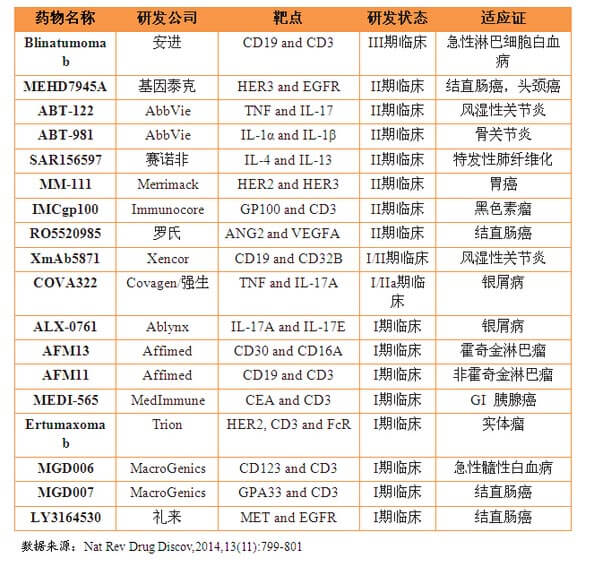 药物名称 研发公司 靶点 研发状态 适应证
Blinatumoma
b 安进 CD19 and CD3 III期临床 急性淋巴细胞白血
病
MEHD7945A 基因泰克 HER3 and EGFR II期临床 结直肠癌，头颈癌
ABT-122 AbbVie TNF and IL-17 II期临床 风湿性关节炎
ABT-981 AbbVie IL-1α and IL-1β II期临床 骨关节炎
SAR156597 赛诺非 IL-4 and IL-13 II期临床 特发性肺纤维化
MM-111 Merrimack HER2 and HER3 II期临床 胃癌
IMCgp100 Immunocore GP100 and CD3 II期临床 黑色素瘤
RO5520985 罗氏 ANG2 and VEGFA II期临床 结直肠癌
XmAb5871 Xencor CD19 and CD32B I/II期临床 风湿性关节炎
COVA322 Covagen/强生 TNF and IL-17A I/IIa期临
床 银屑病
ALX-0761 Ablynx IL-17A and IL-17E I期临床 银屑病
AFM13 Affimed CD30 and CD16A I期临床 霍奇金淋巴瘤
AFM11 Affimed CD19 and CD3 I期临床 非霍奇金淋巴瘤
MEDI-565 MedImmune CEA and CD3 I期临床 GI 胰腺癌
Ertumaxoma
b Trion HER2, CD3 and FcR I期临床 实体瘤
MGD006 MacroGenics CD123 and CD3 I期临床 急性髓性白血病
MGD007 MacroGenics GPA33 and CD3 I期临床 结直肠癌
LY3164530 礼来 MET and EGFR I期临床 结直肠癌
数据来源：Nat Rev Drug Discov,2014,13(11):799-801